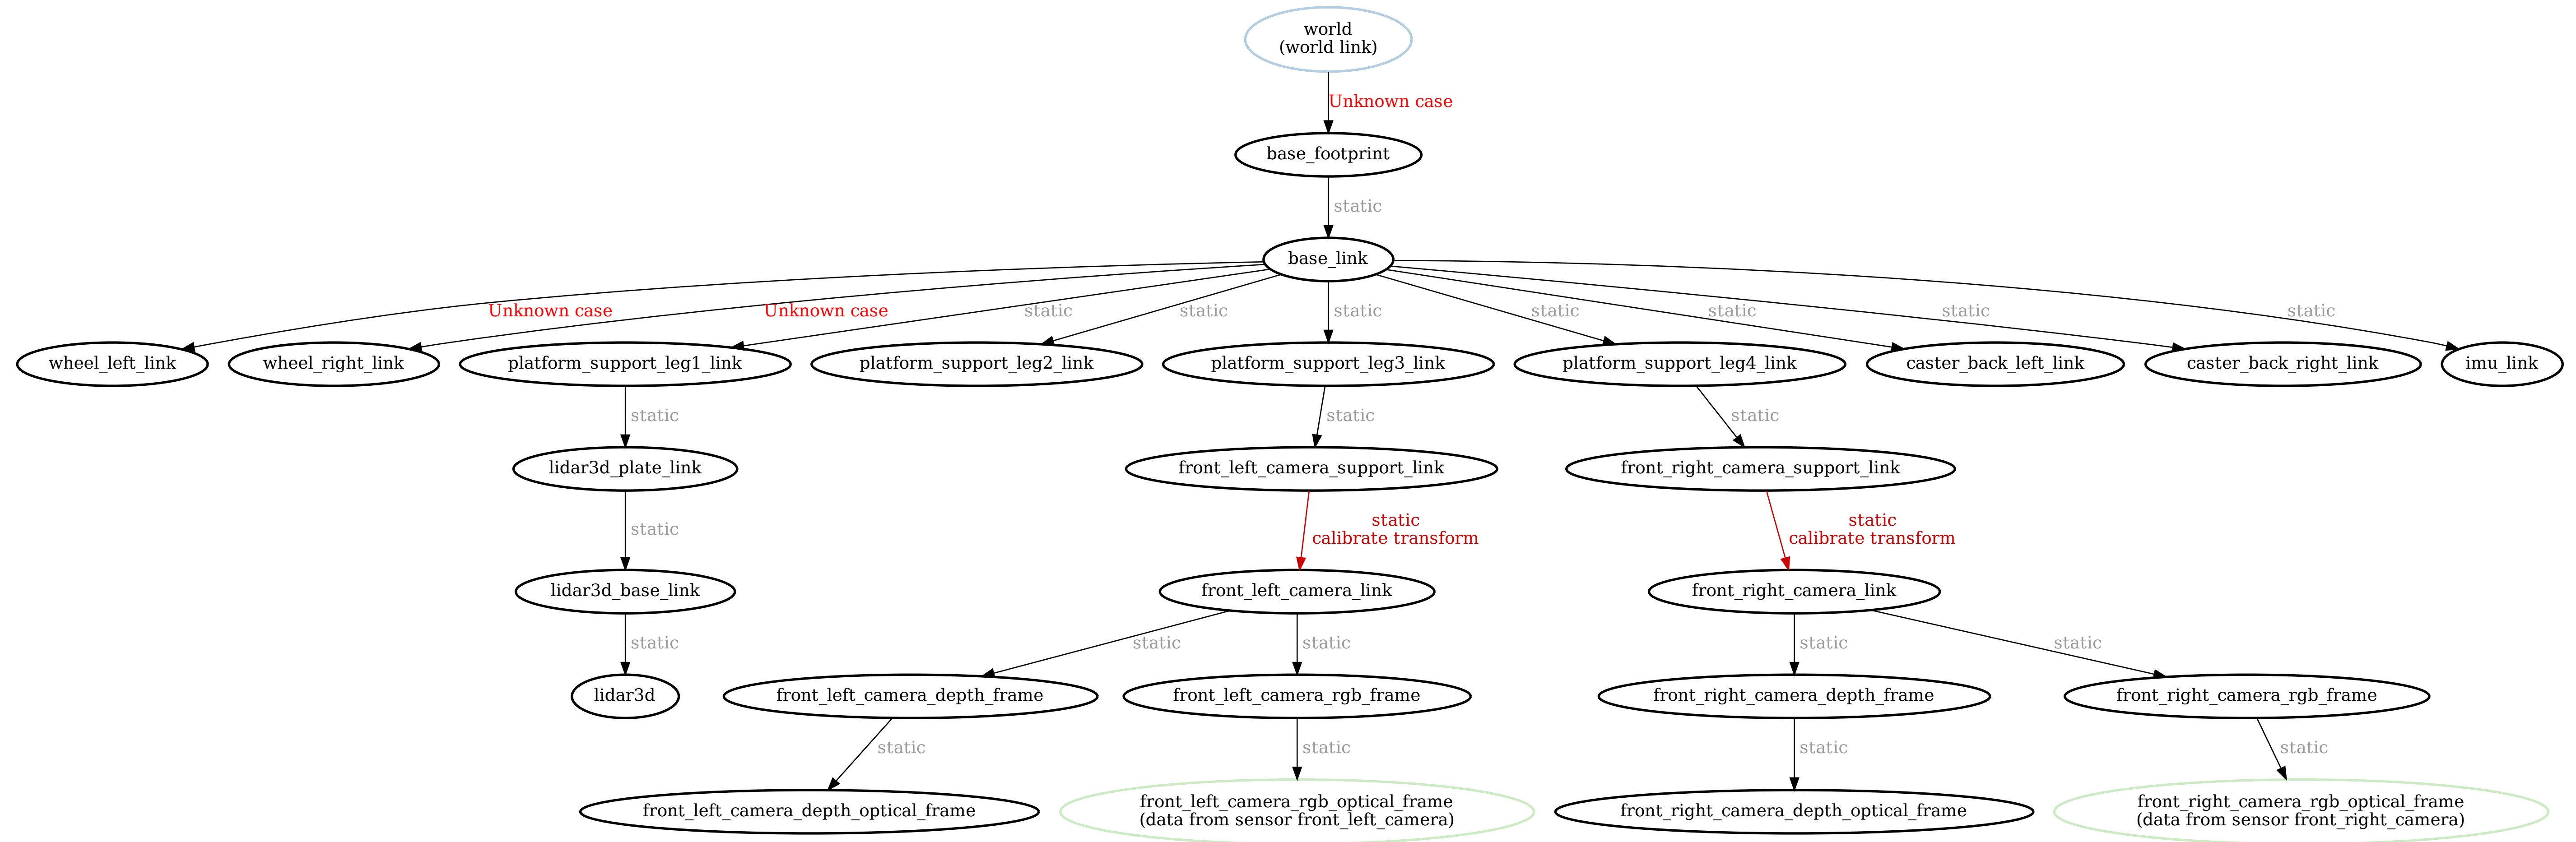 world
(world link)
Unknown case
base_footprint
static
base_link
Unknown case
Unknown case
static
static
static
static
static
static
static
wheel_left_link
wheel_right_link
platform_support_leg1_link
platform_support_leg2_link
platform_support_leg3_link
platform_support_leg4_link
caster_back_left_link
caster_back_right_link
imu_link
static
static
static
lidar3d_plate_link
front_left_camera_support_link
front_right_camera_support_link
static
static
calibrate transform
static
calibrate transform
lidar3d_base_link
front_left_camera_link
front_right_camera_link
static
static
static
static
static
lidar3d
front_left_camera_depth_frame
front_left_camera_rgb_frame
front_right_camera_depth_frame
front_right_camera_rgb_frame
static
static
static
static
front_left_camera_depth_optical_frame
front_left_camera_rgb_optical_frame
(data from sensor front_left_camera)
front_right_camera_depth_optical_frame
front_right_camera_rgb_optical_frame
(data from sensor front_right_camera)